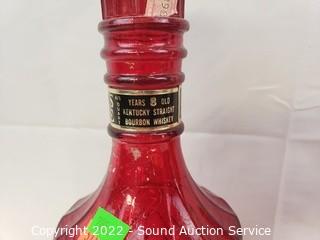 YEARS 8 OLD
KENTUCKY STRAIGHT
BOURBON WHISKEY
Copyright 2022 - Sound Auction Service